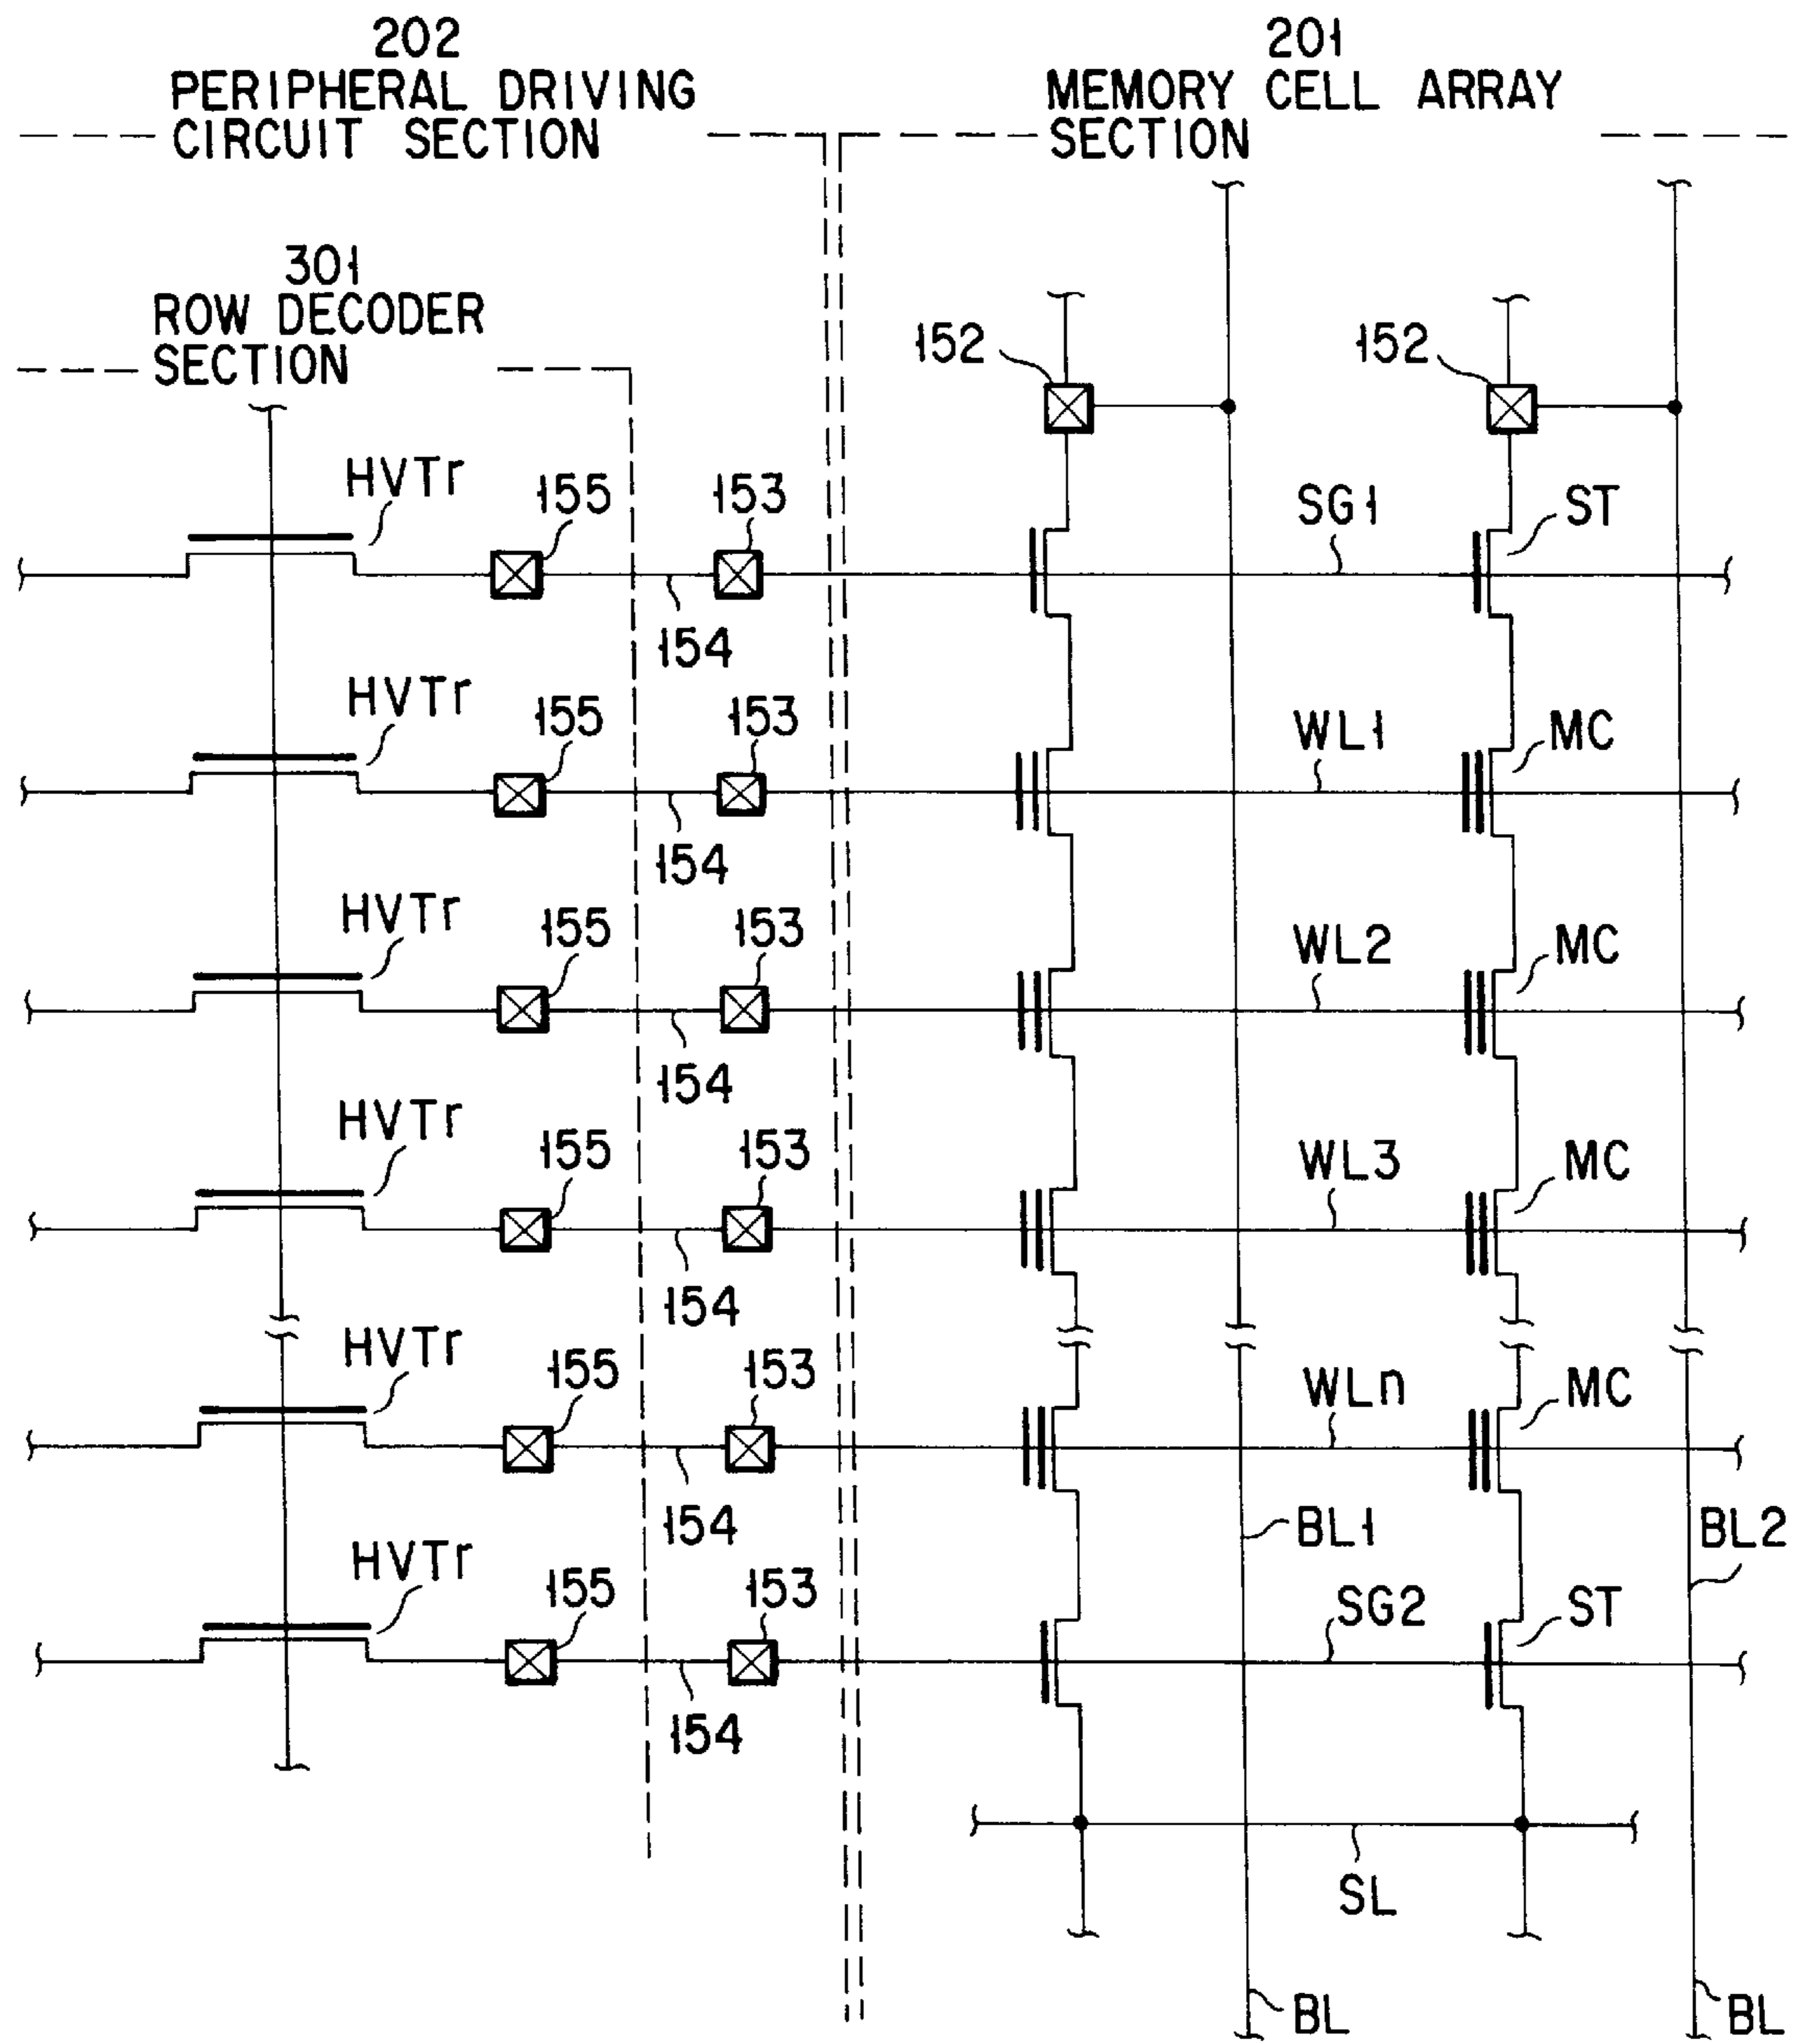 202
PERIPHERAL DRIVING
CIRCUIT SECTION
201
MEMORY CELL ARRAY
SECTION
301
ROW DECODER
SECTION
152
152
HVTr
155
153
SG1
ST
154
HVTr
155
153
WL1
MC
154
HVTr
155
153
WL2
MC
154
HVTr
155
153
WL3
MC
154
HVTr
155
153
WLn
MC
154
BL1
BL2
HVTr
155
153
SG2
ST
154
SL
BL
BL